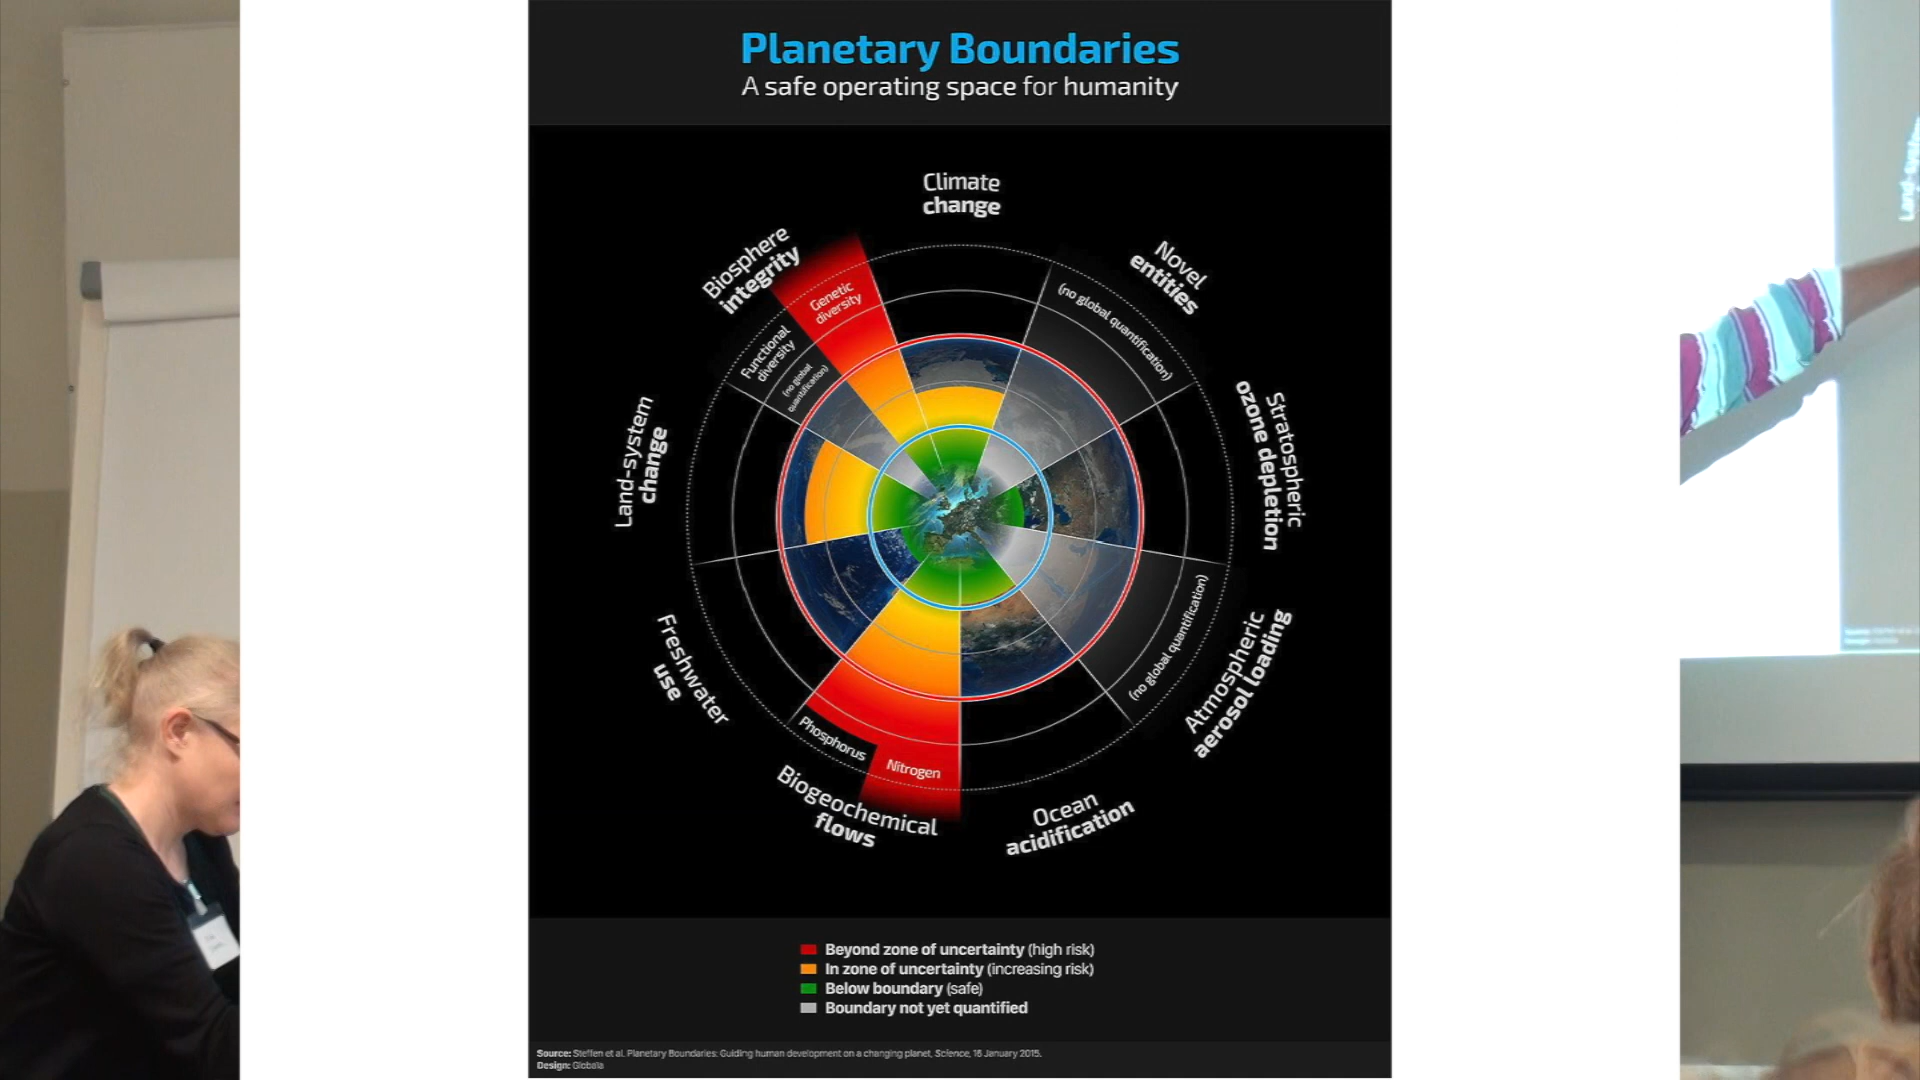 Planetary Boundaries
A safe operating space for humanity
Climate
change
Novel
entities
(no global quantification)
Stratospheric
ozone depletion
Atmospheric
aerosol loading
(no global quantification)
Ocean
acidification
Biogeochemical
flows
Phosphorus
Nitrogen
Freshwater
use
Land-system
change
Biosphere
integrity
Functional
diversity
(no global
quantification)
Genetic
diversity
Beyond zone of uncertainty (high risk)
In zone of uncertainty (increasing risk)
Below boundary (safe)
Boundary not yet quantified
Source: Steffen et al. Planetary Boundaries: Guiding human development on a changing planet, Science, 16 January 2015.
Design: Globaïa